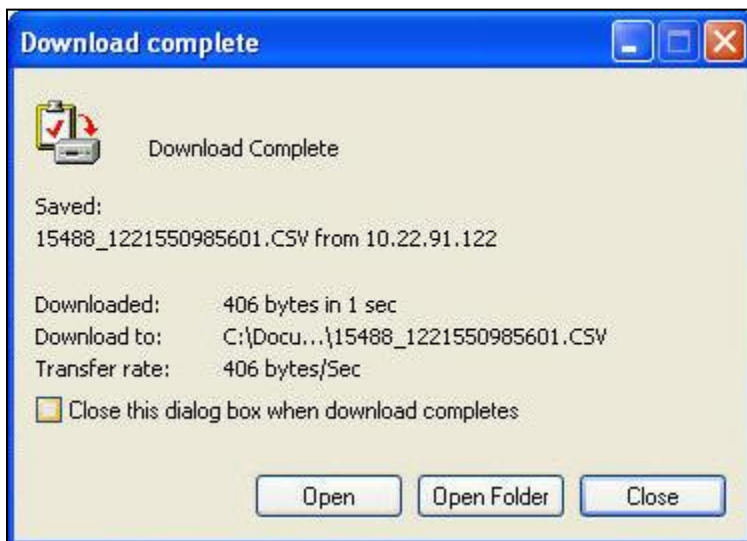 Download complete
Download Complete
Saved:
15488_1221550985601.CSV from 10.22.91.122
Downloaded: 406 bytes in 1 sec
Download to: C:\Docu...\15488_1221550985601.CSV
Transfer rate: 406 bytes/Sec
Close this dialog box when download completes
Open Open Folder Close